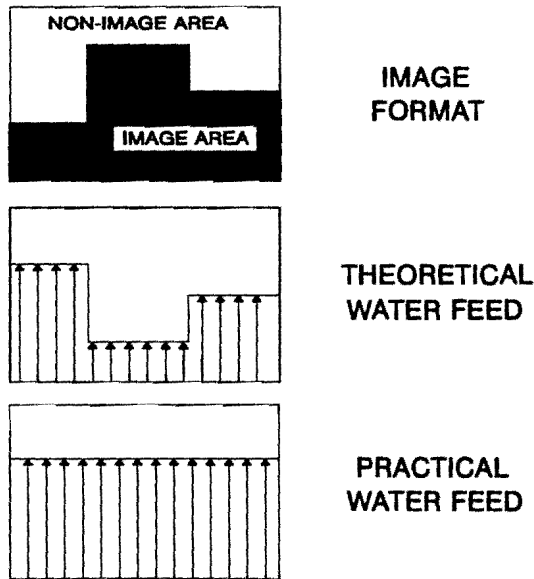 NON-IMAGE AREA
IMAGE AREA
IMAGE
FORMAT
THEORETICAL
WATER FEED
PRACTICAL
WATER FEED